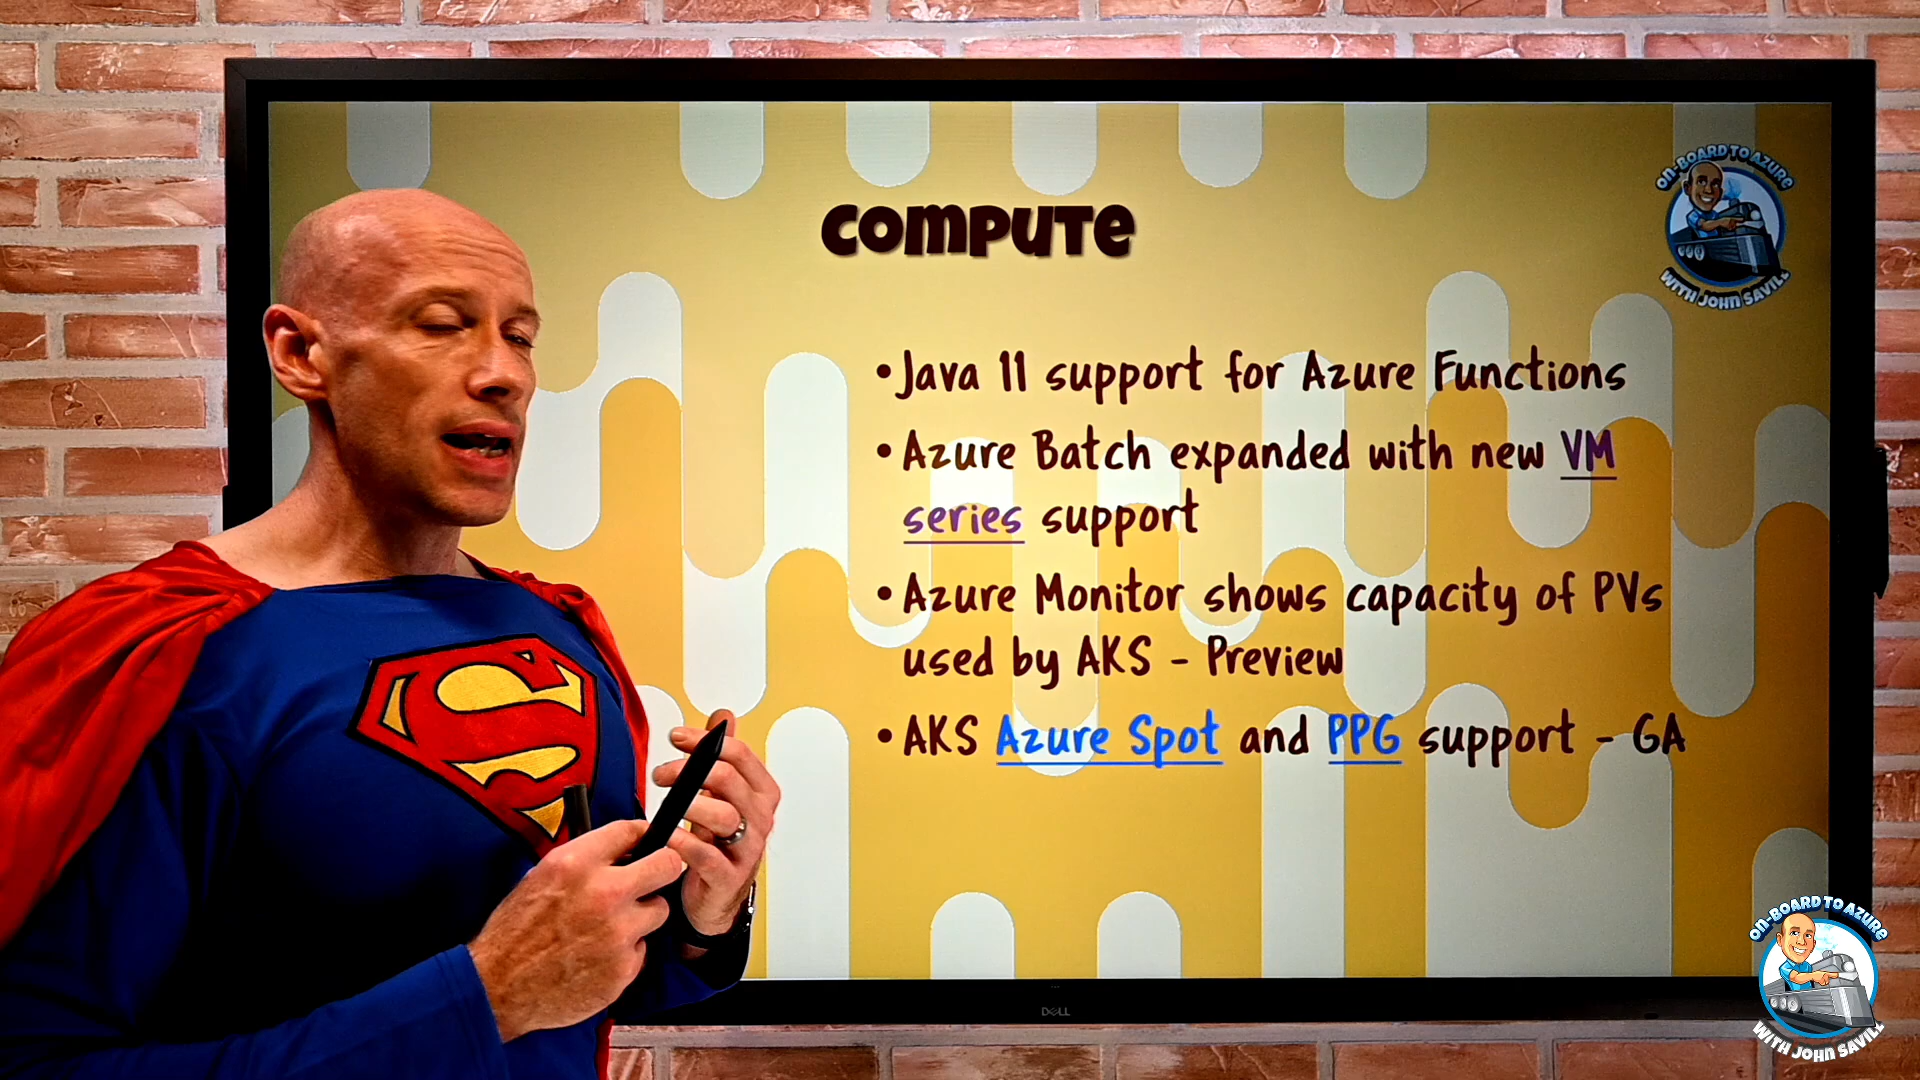 ON-BOARD TO AZURE
WITH JOHN SAVILL
COMPUTE
•Java 11 support for Azure Functions
•Azure Batch expanded with new VM
series support
•Azure Monitor shows capacity of PVs
used by AKS - Preview
•AKS Azure Spot and PPG support - GA
S
DELL
ON-BOARD TO AZURE
WITH JOHN SAVILL